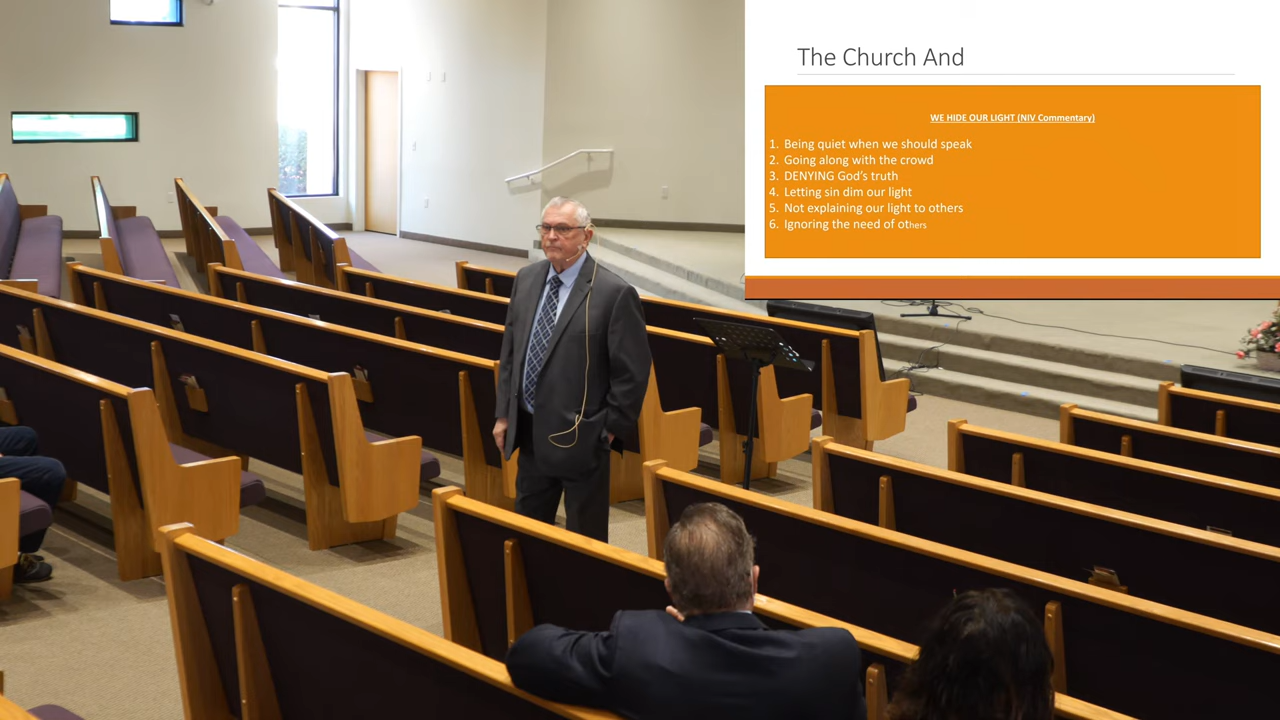 The Church And
WE HIDE OUR LIGHT (NIV Commentary)
1. Being quiet when we should speak
2. Going along with the crowd
3. DENYING God's truth
4. Letting sin dim our light
5. Not explaining our light to others
6. Ignoring the need of others